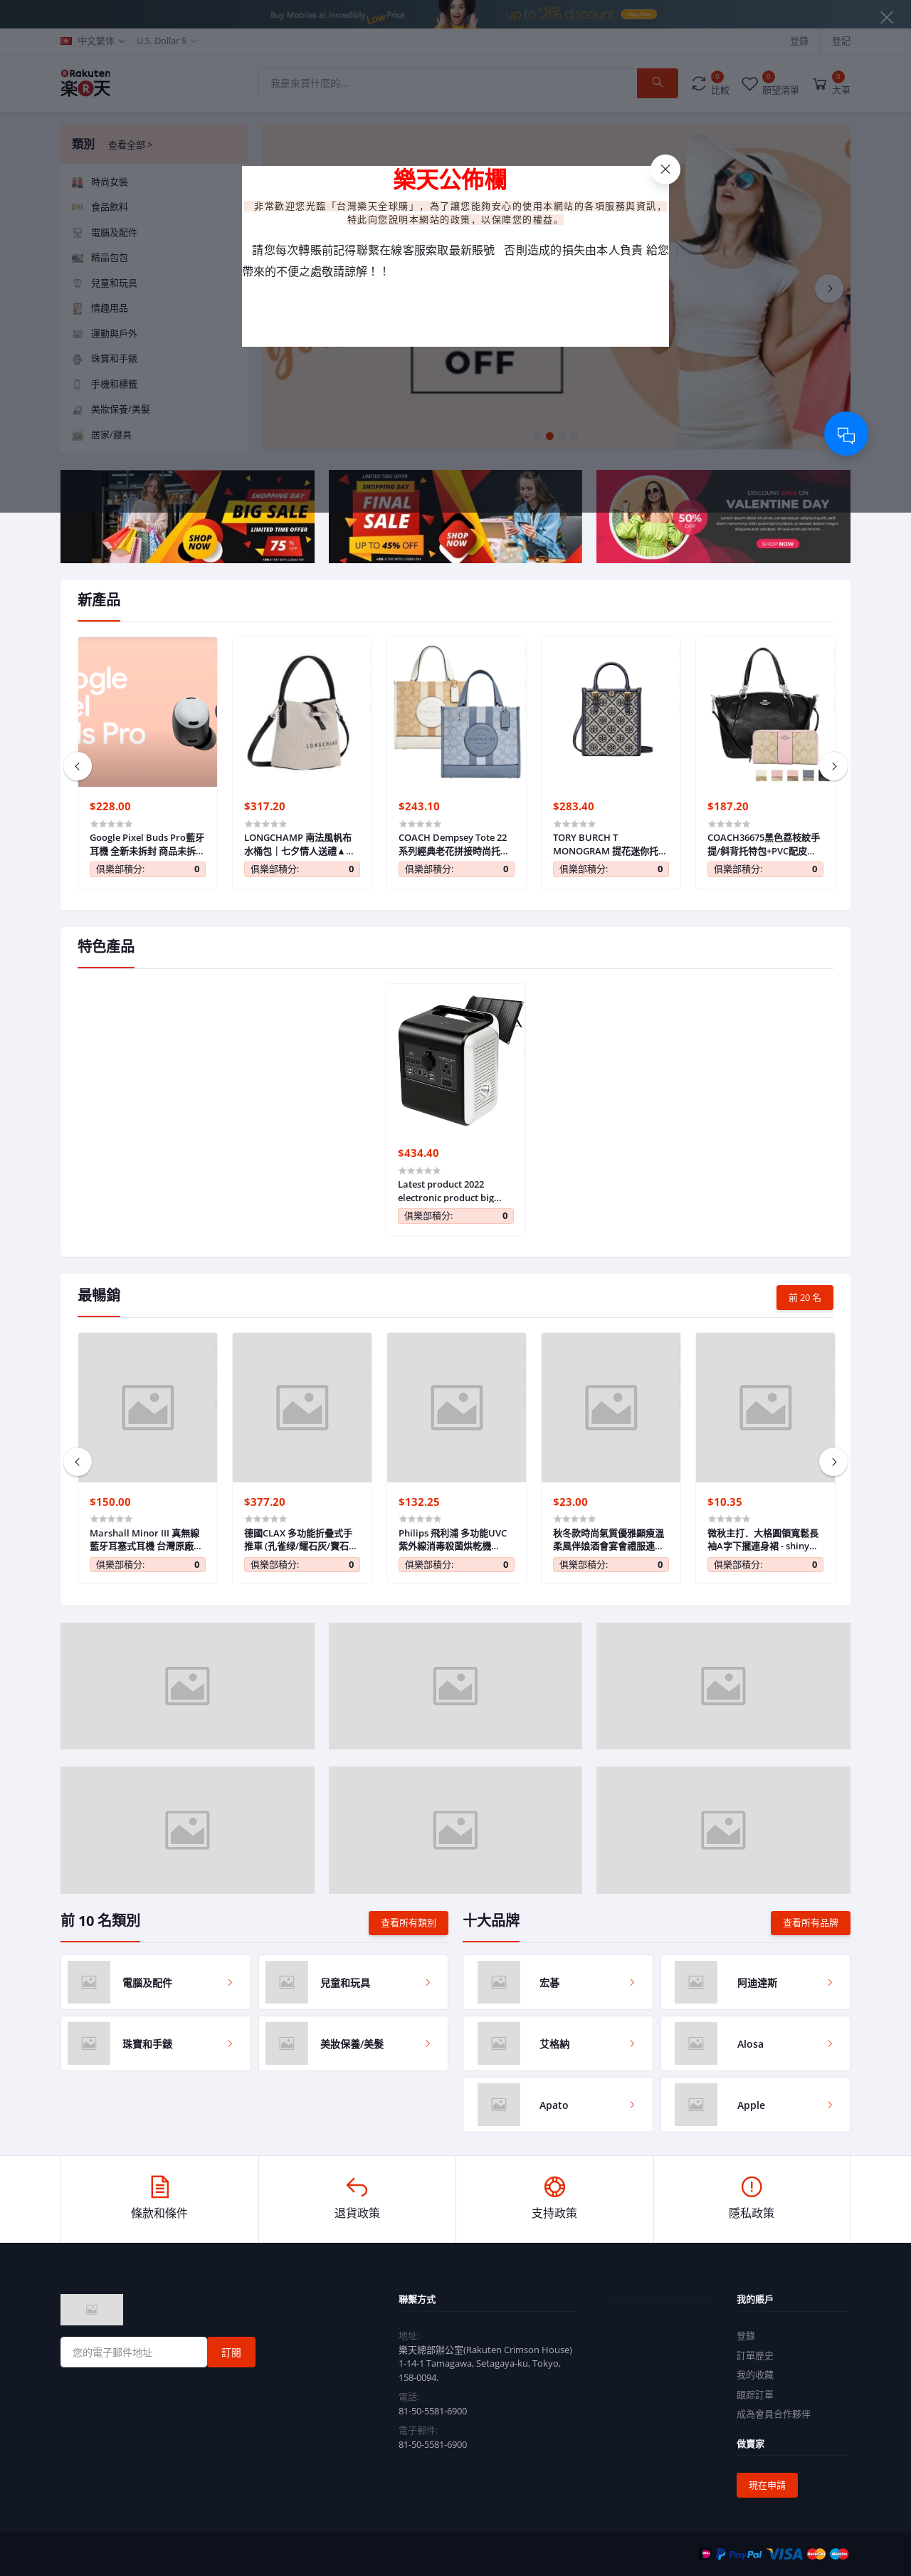 Buy Mobiles at Incredibly Low Price
up to 21% discount
Buy Now
中文繁体
U.S. Dollar $
登錄
登記
Rakuten
樂天
R
我是來買什麼的...
0
比較
0
願望清單
0
大車
類別
查看全部 >
時尚女裝
食品飲料
電腦及配件
精品包包
兒童和玩具
情趣用品
運動與戶外
珠寶和手錶
手機和標籤
美妝保養/美髮
居家/寢具
OFF
樂天公佈欄
非常歡迎您光臨「台灣樂天全球購」，為了讓您能夠安心的使用本網站的各項服務與資訊，
特此向您說明本網站的政策，以保障您的權益。
請您每次轉賬前記得聯繫在線客服索取最新賬號 否則造成的損失由本人負責 給您
帶來的不便之處敬請諒解！！
SHOPPING DAY
BIG SALE
LIMITED TIME OFFER
75 %
OFF
SHOP NOW
LIMITED TIME OFFER
SHOPPING DAY
FINAL
SALE
UP TO 45% OFF
SHOP NOW
DISCOUNT SALE ON
VALENTINE DAY
50%
OFF
SHOP NOW
新產品
ogle
el
ds Pro
LONGCHAMP
$228.00
Google Pixel Buds Pro藍牙
耳機 全新未拆封 商品未拆...
俱樂部積分:
0
$317.20
LONGCHAMP 南法風帆布
水桶包｜七夕情人送禮▲...
俱樂部積分:
0
$243.10
COACH Dempsey Tote 22
系列經典老花拼接時尚托...
俱樂部積分:
0
$283.40
TORY BURCH T
MONOGRAM 提花迷你托...
俱樂部積分:
0
$187.20
COACH36675黑色荔枝紋手
提/斜背托特包+PVC配皮...
俱樂部積分:
0
特色產品
$434.40
Latest product 2022
electronic product big...
俱樂部積分:
0
最暢銷
前 20 名
$150.00
Marshall Minor III 真無線
藍牙耳塞式耳機 台灣原廠...
俱樂部積分:
0
$377.20
德國CLAX 多功能折疊式手
推車 (孔雀绿/耀石灰/寶石...
俱樂部積分:
0
$132.25
Philips 飛利浦 多功能UVC
紫外線消毒殺菌烘乾機...
俱樂部積分:
0
$23.00
秋冬款時尚氣質優雅顯瘦溫
柔風伴娘酒會宴會禮服連...
俱樂部積分:
0
$10.35
微秋主打．大格圓領寬鬆長
袖A字下擺連身裙 - shiny...
俱樂部積分:
0
前 10 名類別
查看所有類別
十大品牌
查看所有品牌
電腦及配件
兒童和玩具
宏碁
阿迪達斯
珠寶和手錶
美妝保養/美髮
艾格納
Alosa
Apato
Apple
條款和條件
退貨政策
支持政策
隱私政策
您的電子郵件地址
訂閱
聯繫方式
地址:
樂天總部辦公室(Rakuten Crimson House)
1-14-1 Tamagawa, Setagaya-ku, Tokyo,
158-0094.
電話:
81-50-5581-6900
電子郵件:
81-50-5581-6900
我的賬戶
登錄
訂單歷史
我的收藏
跟踪訂單
成為會員合作夥伴
做賣家
現在申請
PayPal
VISA